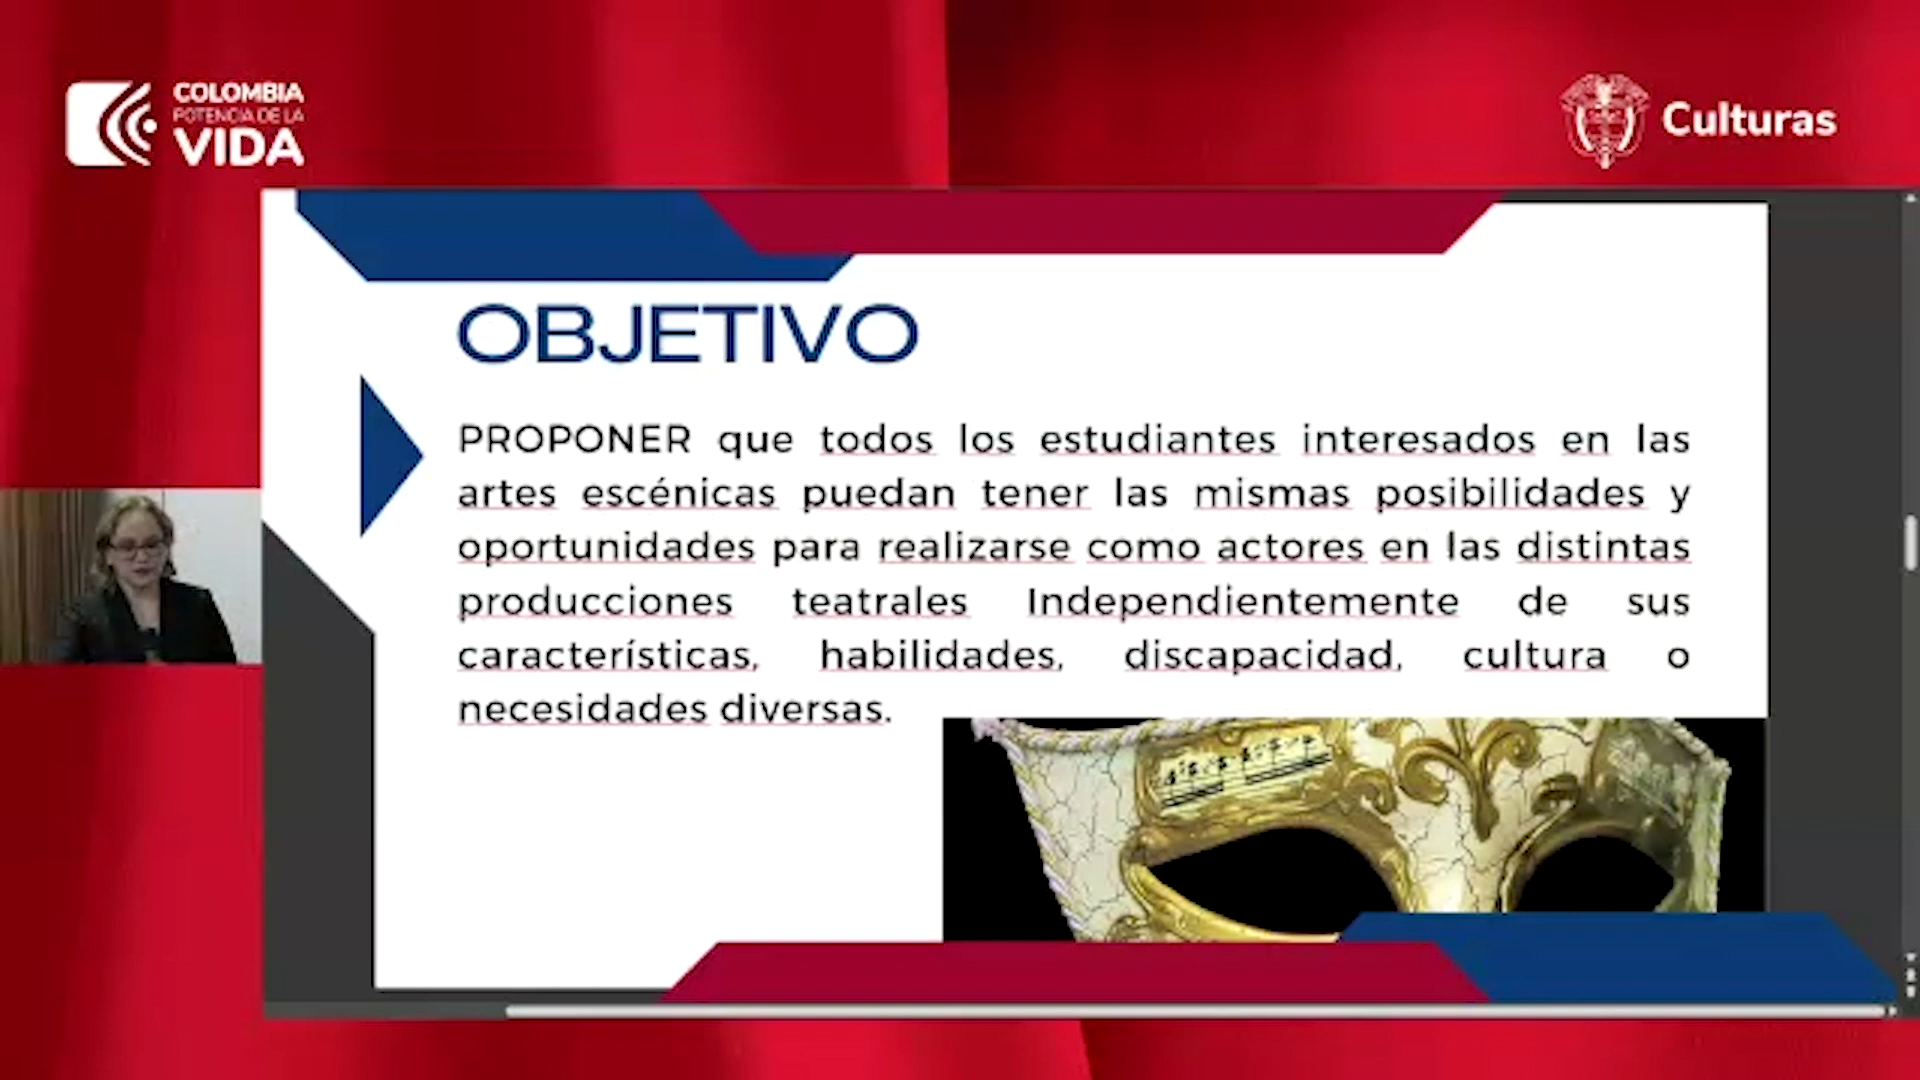 COLOMBIA
POTENCIA DE LA
VIDA
Culturas
OBJETIVO
PROPONER que todos los estudiantes interesados en las
artes escénicas puedan tener las mismas posibilidades y
oportunidades para realizarse como actores en las distintas
producciones teatrales Independientemente de sus
características, habilidades, discapacidad, cultura o
necesidades diversas.